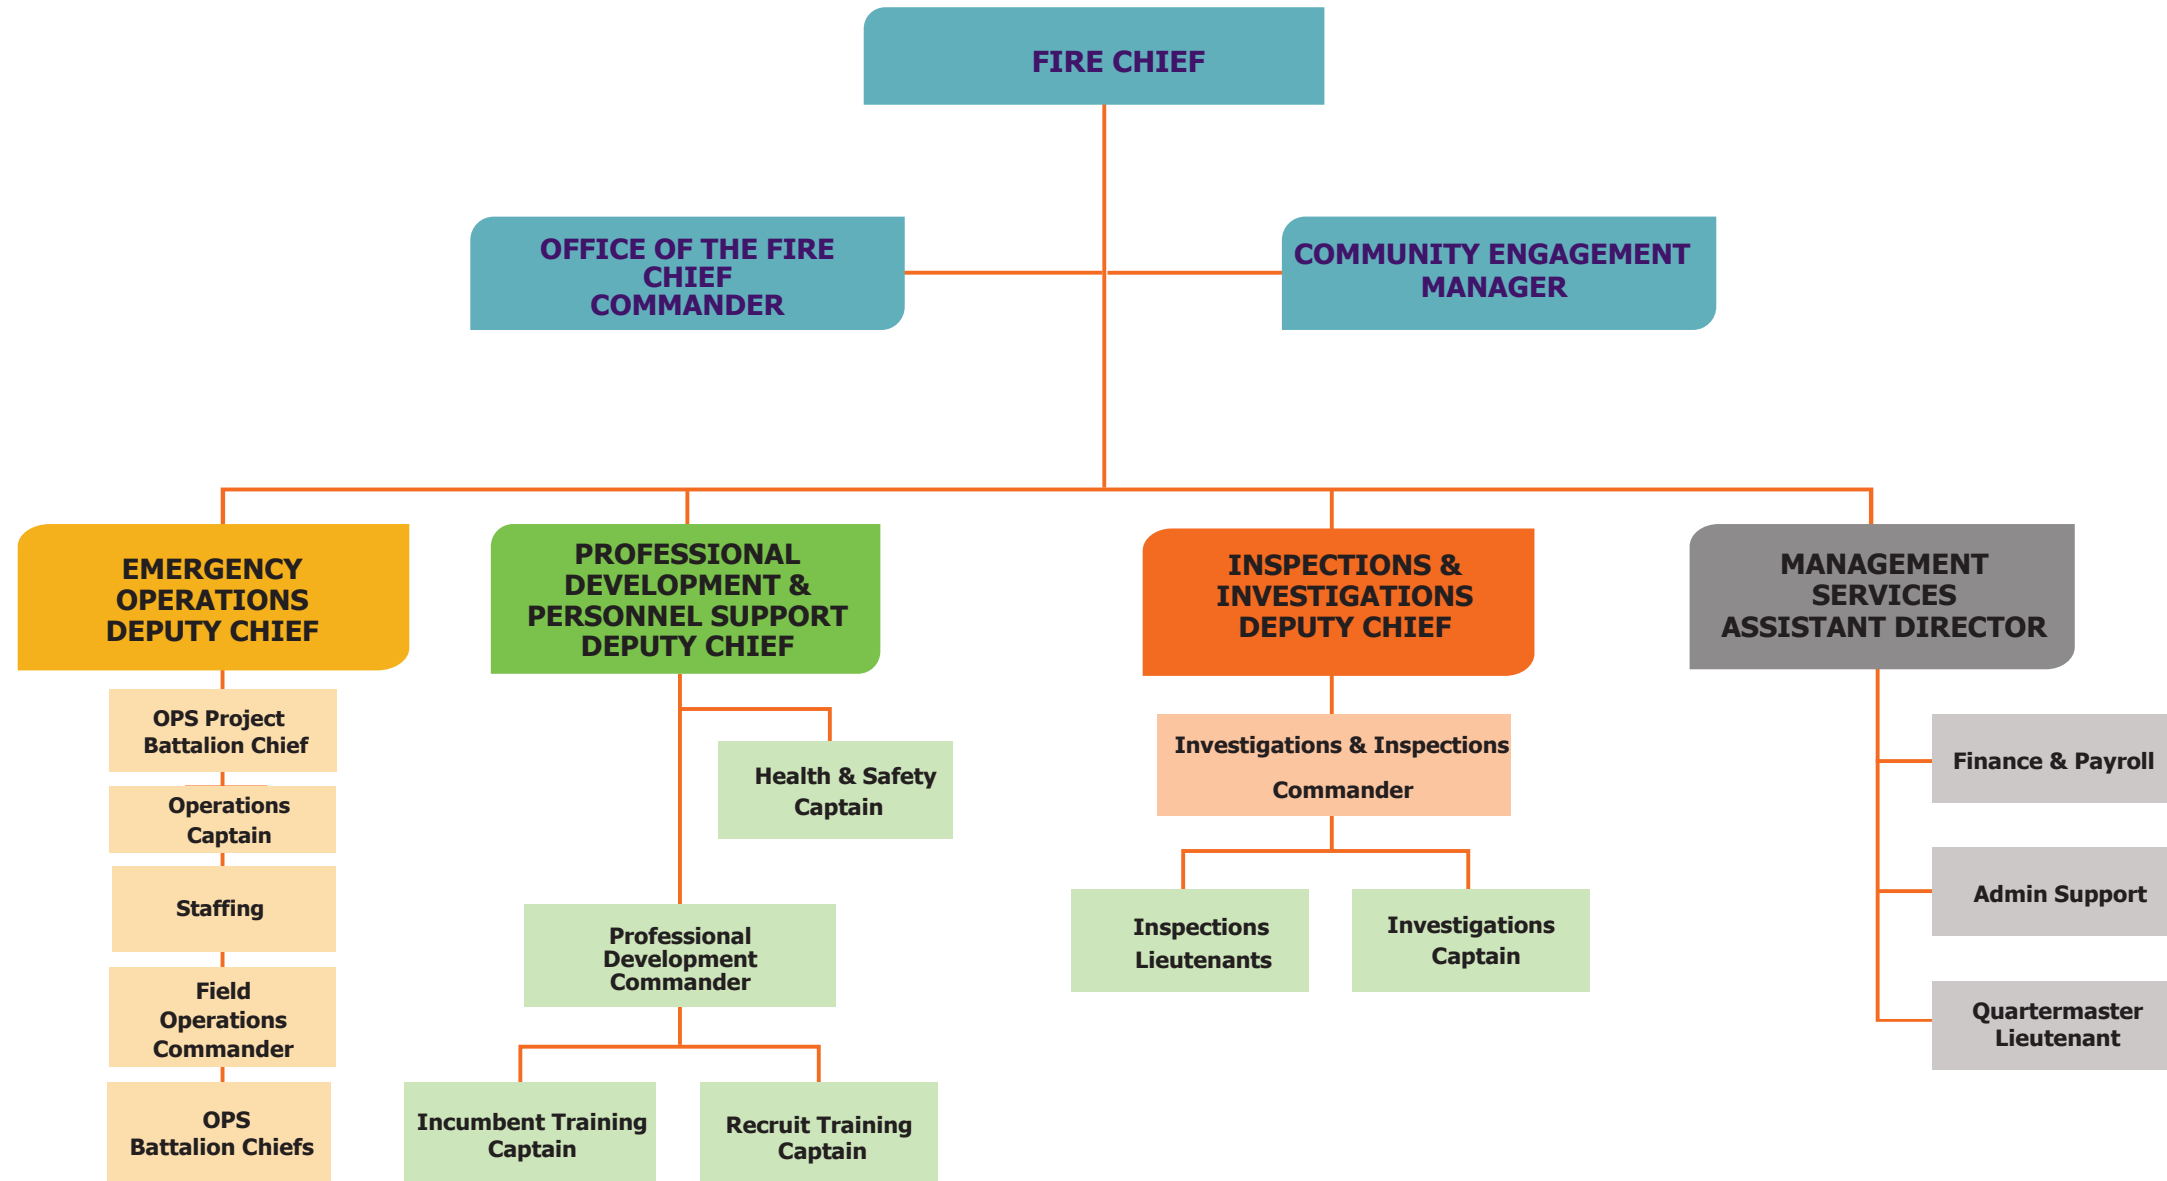 FIRE CHIEF
OFFICE OF THE FIRE
CHIEF
COMMANDER
COMMUNITY ENGAGEMENT
MANAGER
EMERGENCY
OPERATIONS
DEPUTY CHIEF
PROFESSIONAL
DEVELOPMENT &
PERSONNEL SUPPORT
DEPUTY CHIEF
INSPECTIONS &
INVESTIGATIONS
DEPUTY CHIEF
MANAGEMENT
SERVICES
ASSISTANT DIRECTOR
OPS Project
Battalion Chief
Operations
Captain
Staffing
Field
Operations
Commander
OPS
Battalion Chiefs
Health & Safety
Captain
Professional
Development
Commander
Incumbent Training
Captain
Recruit Training
Captain
Investigations & Inspections
Commander
Inspections
Lieutenants
Investigations
Captain
Finance & Payroll
Admin Support
Quartermaster
Lieutenant